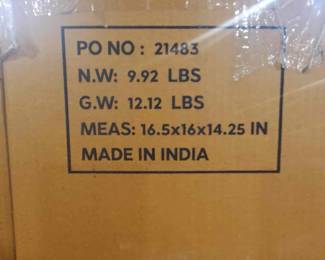 PO NO : 21483
N.W: 9.92 LBS
G.W: 12.12 LBS
MEAS: 16.5x16x14.25 IN
MADE IN INDIA